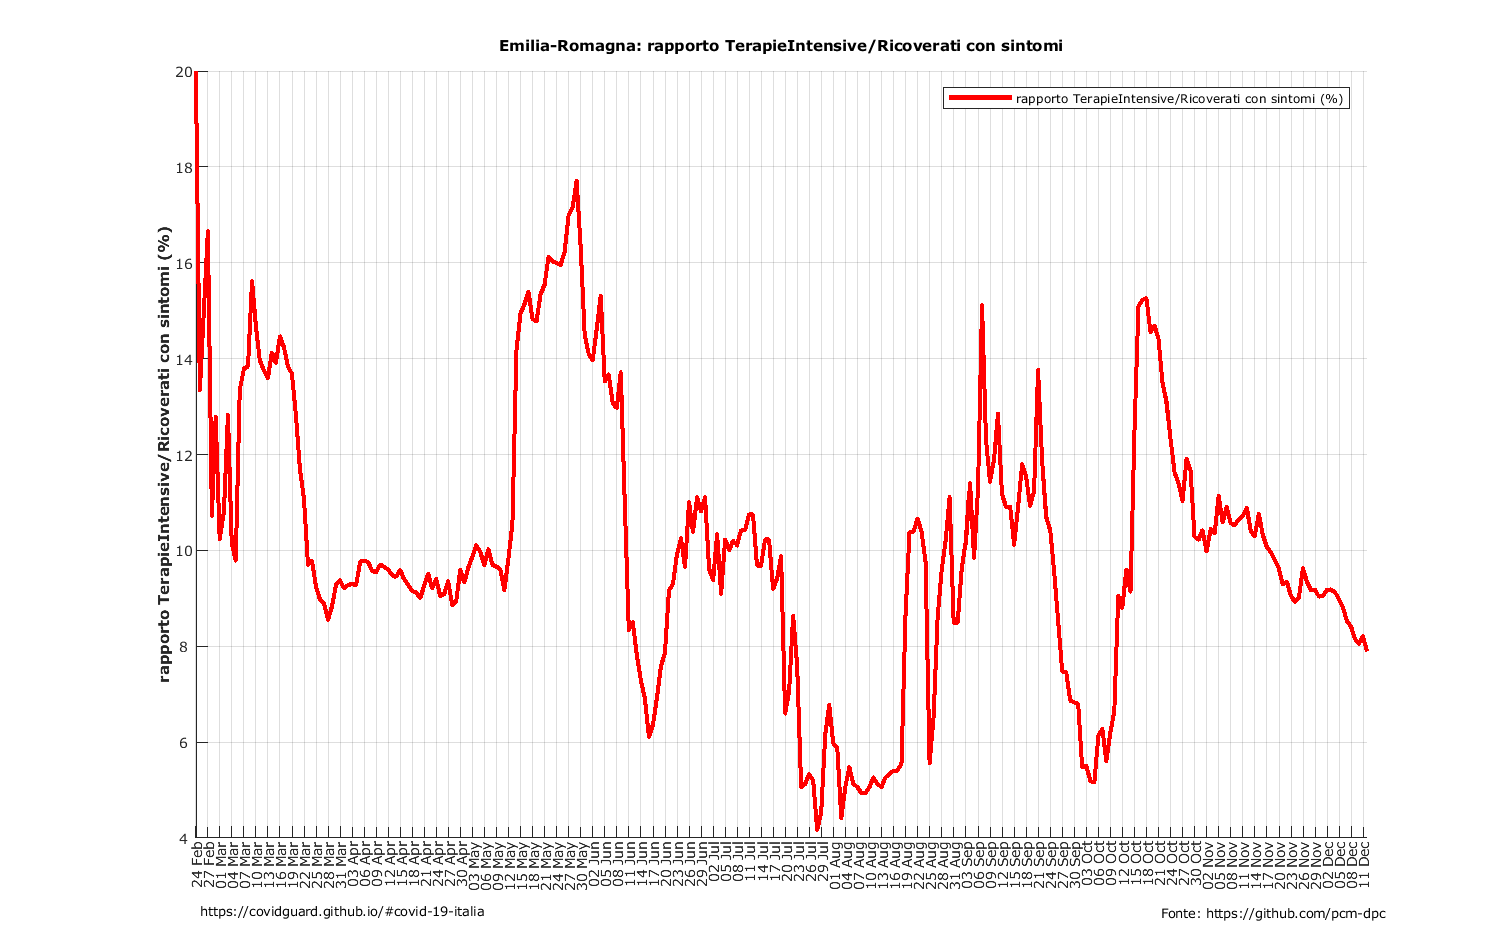 Emilia-Romagna: rapporto TerapieIntensive/Ricoverati con sintomi
rapporto TerapieIntensive/Ricoverati con sintomi (%)
rapporto TerapieIntensive/Ricoverati con sintomi (%)
20
18
16
14
12
10
8
6
4
24 Feb
27 Feb
01 Mar
04 Mar
07 Mar
10 Mar
13 Mar
16 Mar
19 Mar
22 Mar
25 Mar
28 Mar
31 Mar
03 Apr
06 Apr
09 Apr
12 Apr
15 Apr
18 Apr
21 Apr
24 Apr
27 Apr
30 Apr
03 May
06 May
09 May
12 May
15 May
18 May
21 May
24 May
27 May
30 May
02 Jun
05 Jun
08 Jun
11 Jun
14 Jun
17 Jun
20 Jun
23 Jun
26 Jun
29 Jun
02 Jul
05 Jul
08 Jul
11 Jul
14 Jul
17 Jul
20 Jul
23 Jul
26 Jul
29 Jul
01 Aug
04 Aug
07 Aug
10 Aug
13 Aug
16 Aug
19 Aug
22 Aug
25 Aug
28 Aug
31 Aug
03 Sep
06 Sep
09 Sep
12 Sep
15 Sep
18 Sep
21 Sep
24 Sep
27 Sep
30 Sep
03 Oct
06 Oct
09 Oct
12 Oct
15 Oct
18 Oct
21 Oct
24 Oct
27 Oct
30 Oct
02 Nov
05 Nov
08 Nov
11 Nov
14 Nov
17 Nov
20 Nov
23 Nov
26 Nov
29 Nov
02 Dec
05 Dec
08 Dec
11 Dec
https://covidguard.github.io/#covid-19-italia
Fonte: https://github.com/pcm-dpc